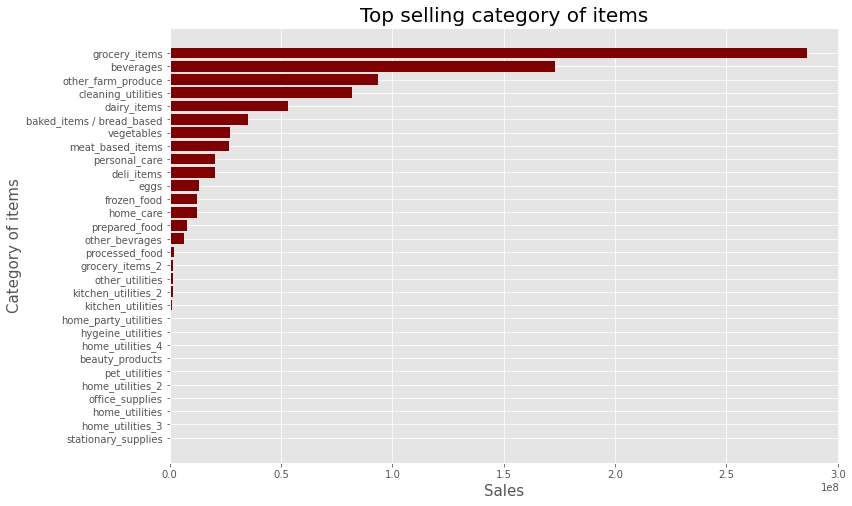 Top selling category of items
Category of items
grocery_items
beverages
other_farm_produce
cleaning_utilities
dairy_items
baked_items / bread_based
vegetables
meat_based_items
personal_care
deli_items
eggs
frozen_food
home_care
prepared_food
other_bevrages
processed_food
grocery_items_2
other_utilities
kitchen_utilities_2
kitchen_utilities
home_party_utilities
hygeine_utilities
home_utilities_4
beauty_products
pet_utilities
home_utilities_2
office_supplies
home_utilities
home_utilities_3
stationary_supplies
0.0 0.5 1.0 1.5 2.0 2.5 3.0
1e8
Sales